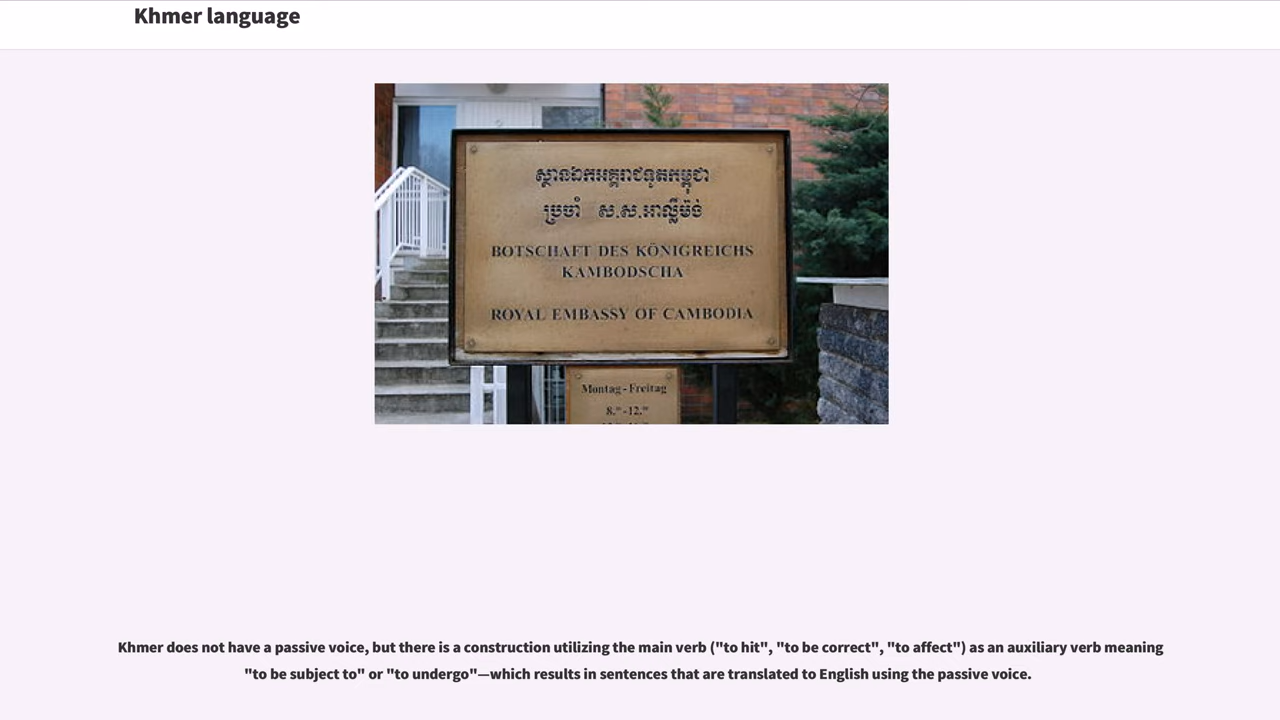 Khmer language
ស្ថានឯកអគ្គរាជទូតកម្ពុជា
ប្រចាំ ស.ស.អាល្លឺម៉ង់
BOTSCHAFT DES KÖNIGREICHS
KAMBODSCHA
ROYAL EMBASSY OF CAMBODIA
Montag-Freitag
8.°°-12.°°
Khmer does not have a passive voice, but there is a construction utilizing the main verb ("to hit", "to be correct", "to affect") as an auxiliary verb meaning
"to be subject to" or "to undergo"—which results in sentences that are translated to English using the passive voice.